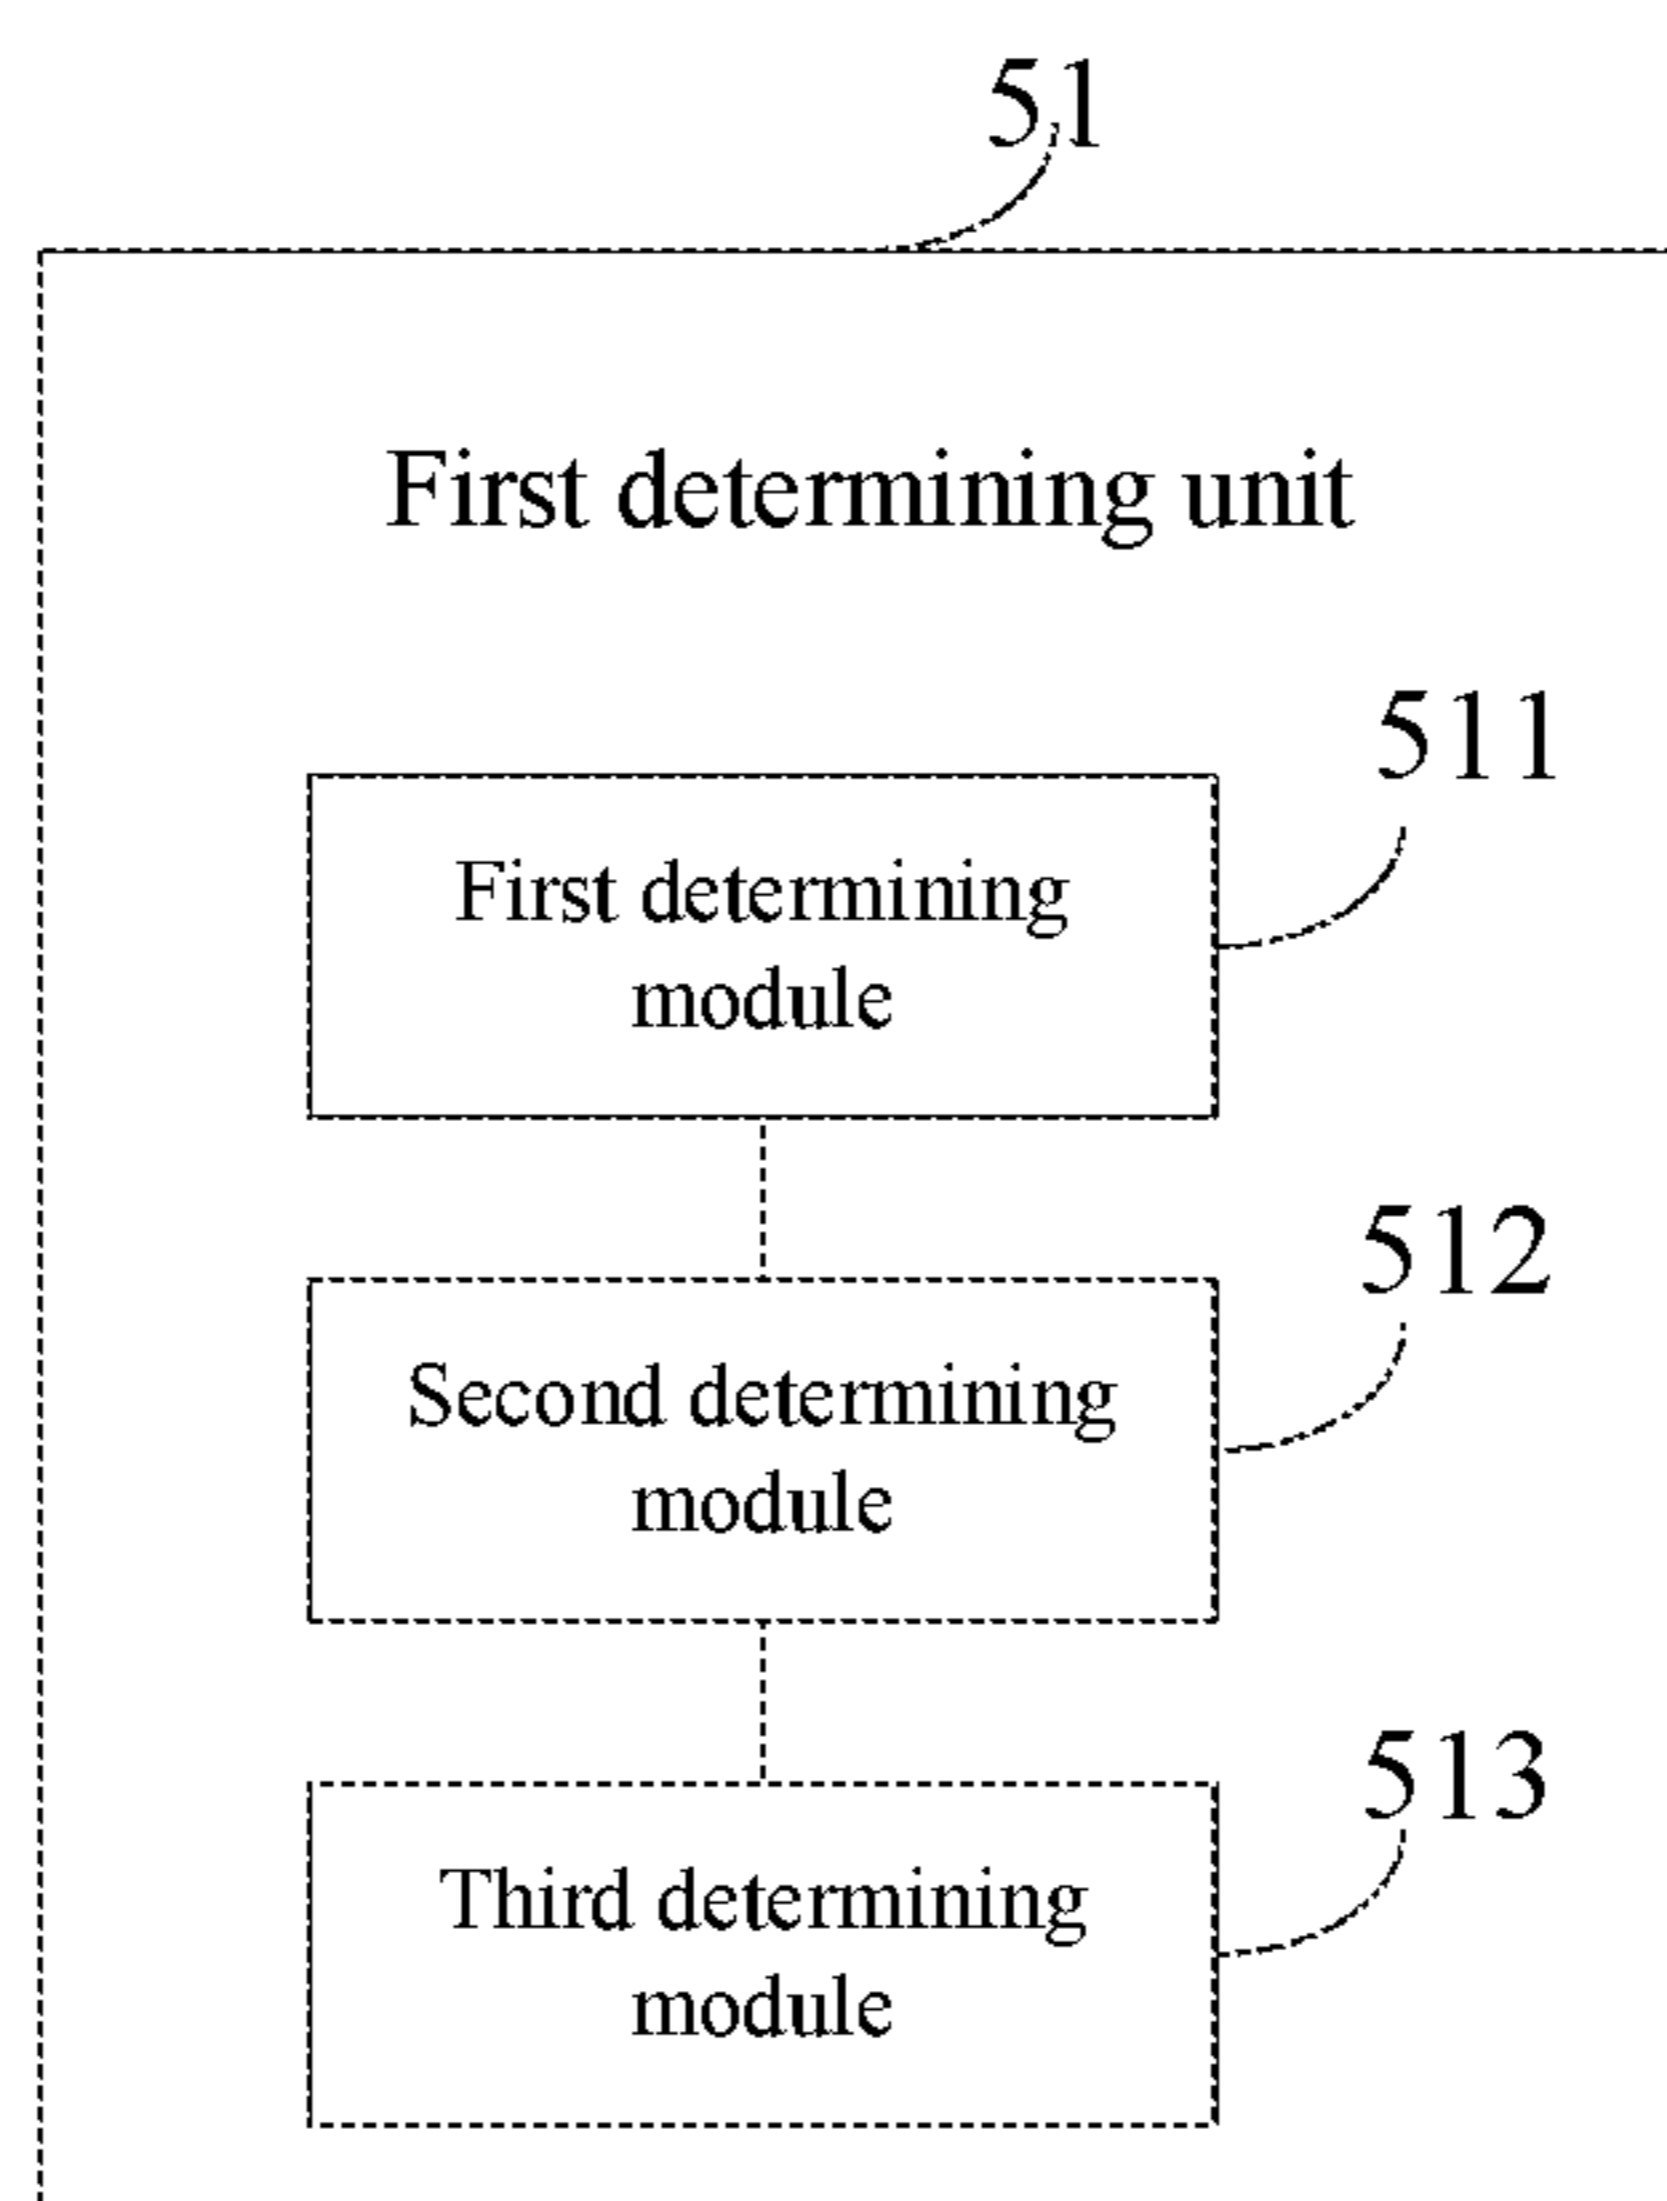 51
First determining unit
511
First determining
module
512
Second determining
module
513
Third determining
module